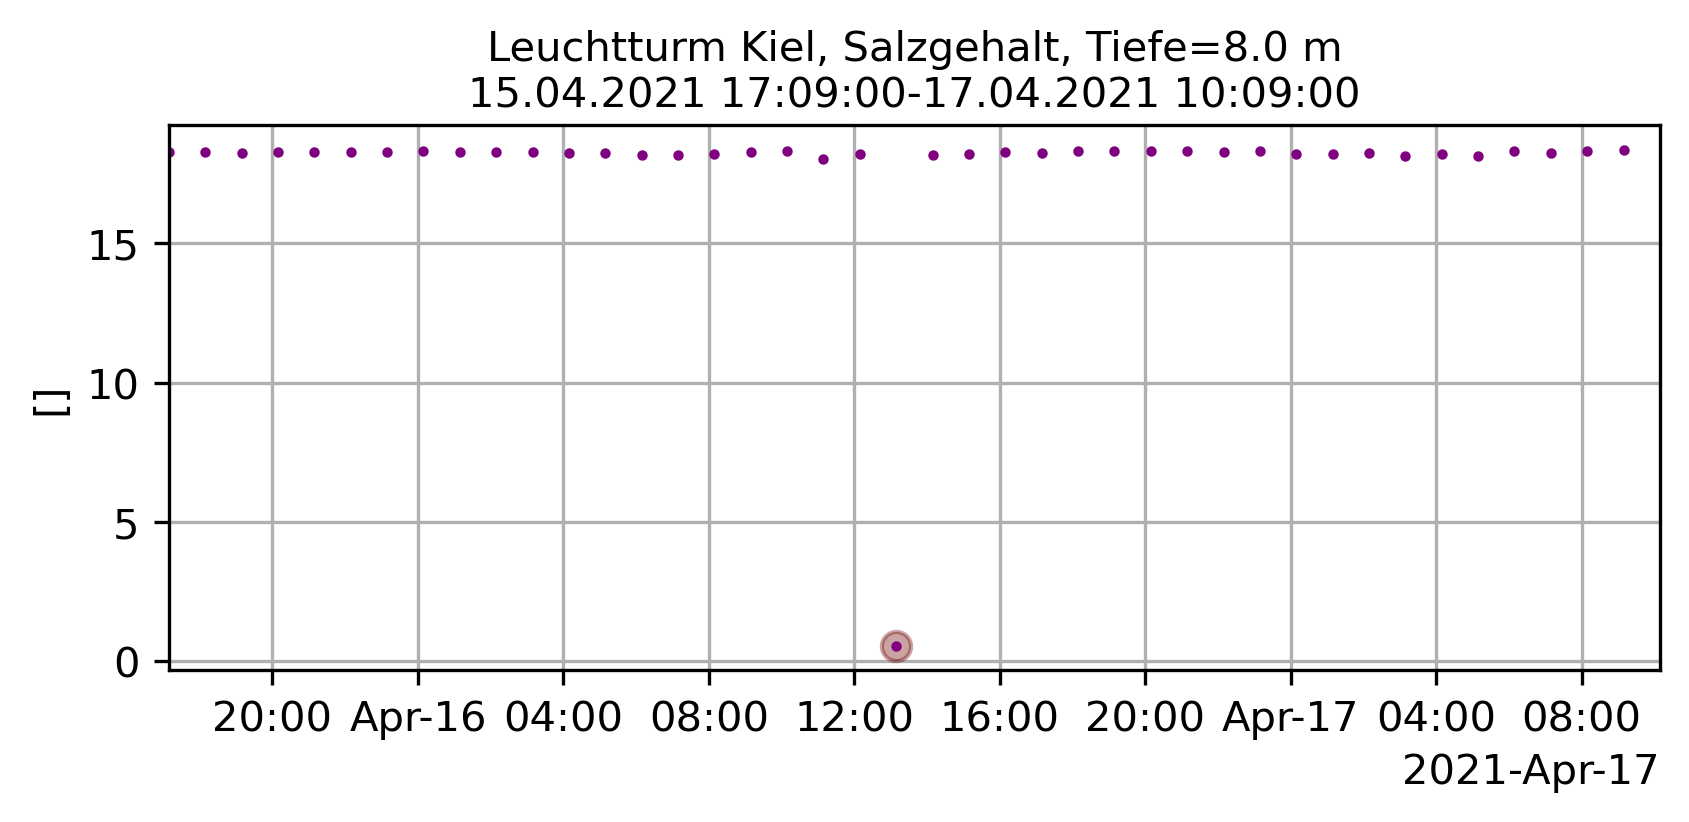 Leuchtturm Kiel, Salzgehalt, Tiefe=8.0 m
15.04.2021 17:09:00-17.04.2021 10:09:00
15
10
5
0
[]
20:00 Apr-16 04:00 08:00 12:00 16:00 20:00 Apr-17 04:00 08:00
2021-Apr-17